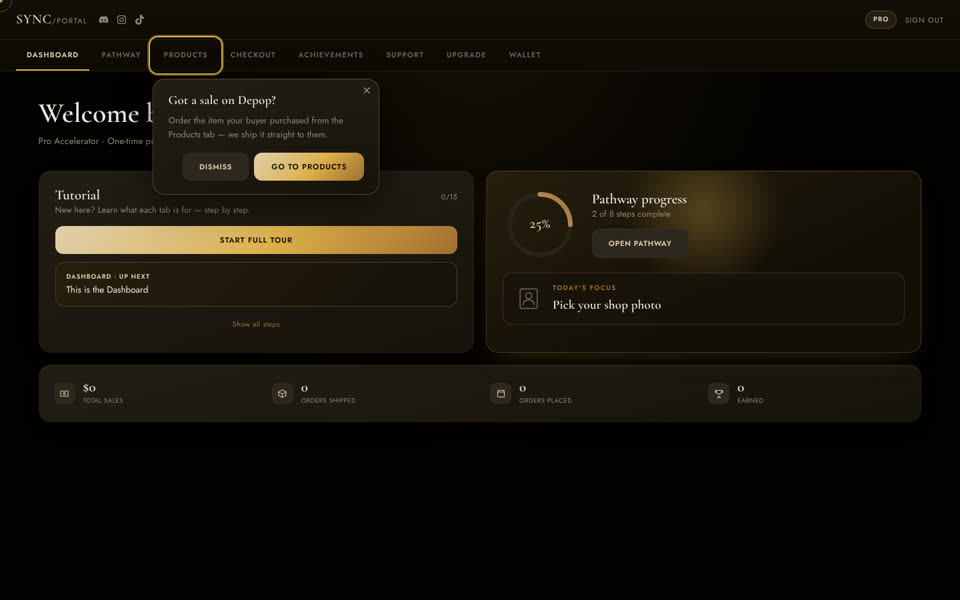 SYNC/PORTAL
PRO
SIGN OUT
DASHBOARD
PATHWAY
PRODUCTS
CHECKOUT
ACHIEVEMENTS
SUPPORT
UPGRADE
WALLET
Got a sale on Depop?
Order the item your buyer purchased from the
Products tab — we ship it straight to them.
DISMISS
GO TO PRODUCTS
Welcome
Pro Accelerator · One-time
Tutorial
0/15
New here? Learn what each tab is for — step by step.
START FULL TOUR
DASHBOARD · UP NEXT
This is the Dashboard
Show all steps
25%
Pathway progress
2 of 8 steps complete
OPEN PATHWAY
TODAY'S FOCUS
Pick your shop photo
$0
TOTAL SALES
0
ORDERS SHIPPED
0
ORDERS PLACED
0
EARNED